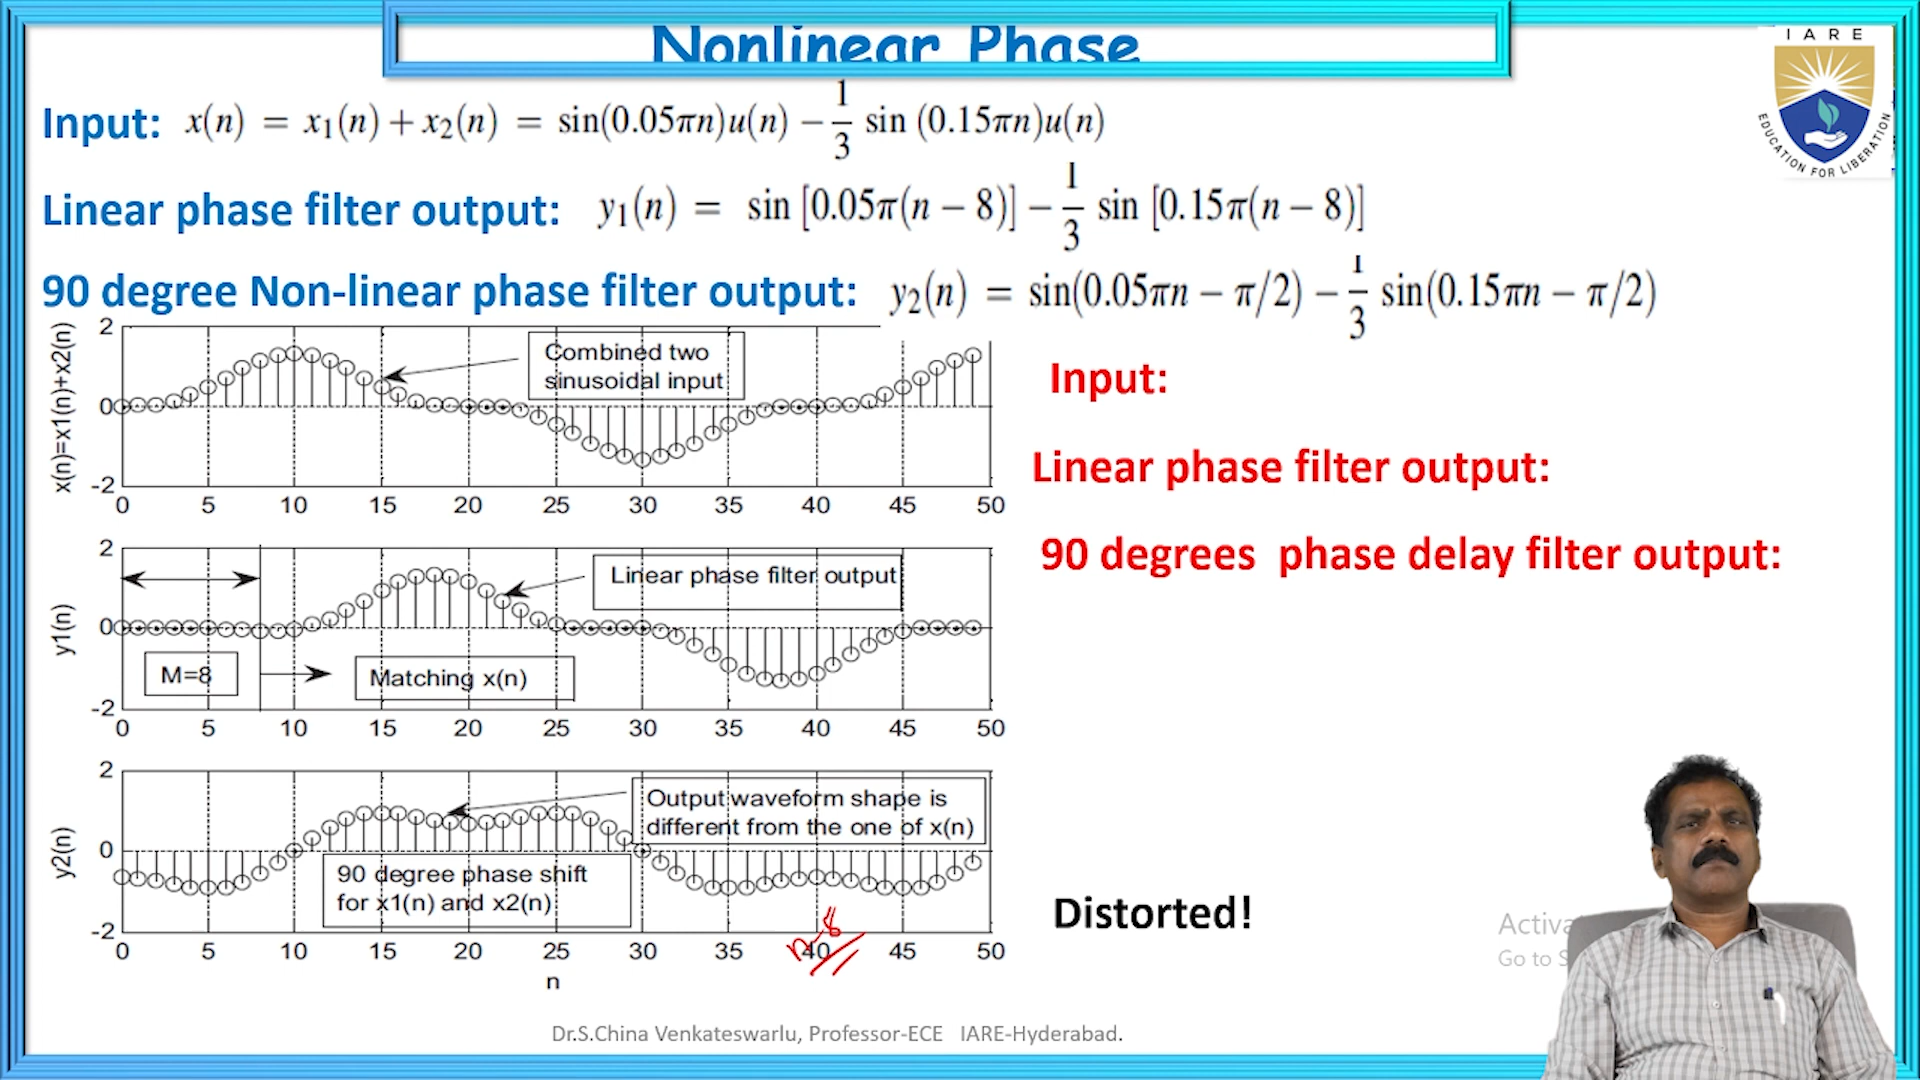 Nonlinear Phase
IARE
EDUCATION FOR LIBERATION
Input: x(n) = x₁(n) + x₂(n) = sin(0.05πn)u(n) − 1/3 sin (0.15πn)u(n)
Linear phase filter output: y₁(n) = sin [0.05π(n − 8)] − 1/3 sin [0.15π(n − 8)]
90 degree Non-linear phase filter output: y₂(n) = sin(0.05πn − π/2) − 1/3 sin(0.15πn − π/2)
x(n)=x1(n)+x2(n)
2
0
-2
Combined two
sinusoidal input
0 5 10 15 20 25 30 35 40 45 50
y1(n)
2
0
-2
Linear phase filter output
M=8
Matching x(n)
0 5 10 15 20 25 30 35 40 45 50
y2(n)
2
0
-2
Output waveform shape is
different from the one of x(n)
90 degree phase shift
for x1(n) and x2(n)
n-8
0 5 10 15 20 25 30 35 40 45 50
n
Input:
Linear phase filter output:
90 degrees phase delay filter output:
Distorted!
Go to
Dr.S.China Venkateswarlu, Professor-ECE IARE-Hyderabad.